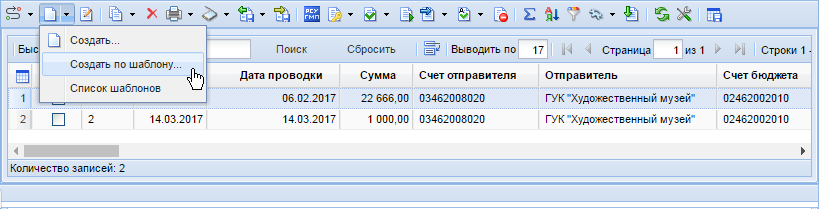 РСУ ГМП
Быс Поиск Сбросить Выводить по 17 Страница 1 из 1 Строки 1 -
Создать...
Создать по шаблону...
Список шаблонов
Дата проводки Сумма Счет отправителя Отправитель Счет бюджета
1 06.02.2017 22 666,00 03462008020 ГУК "Художественный музей" 02462002010
2 2 14.03.2017 14.03.2017 1 000,00 03462008020 ГУК "Художественный музей" 02462002010
Количество записей: 2